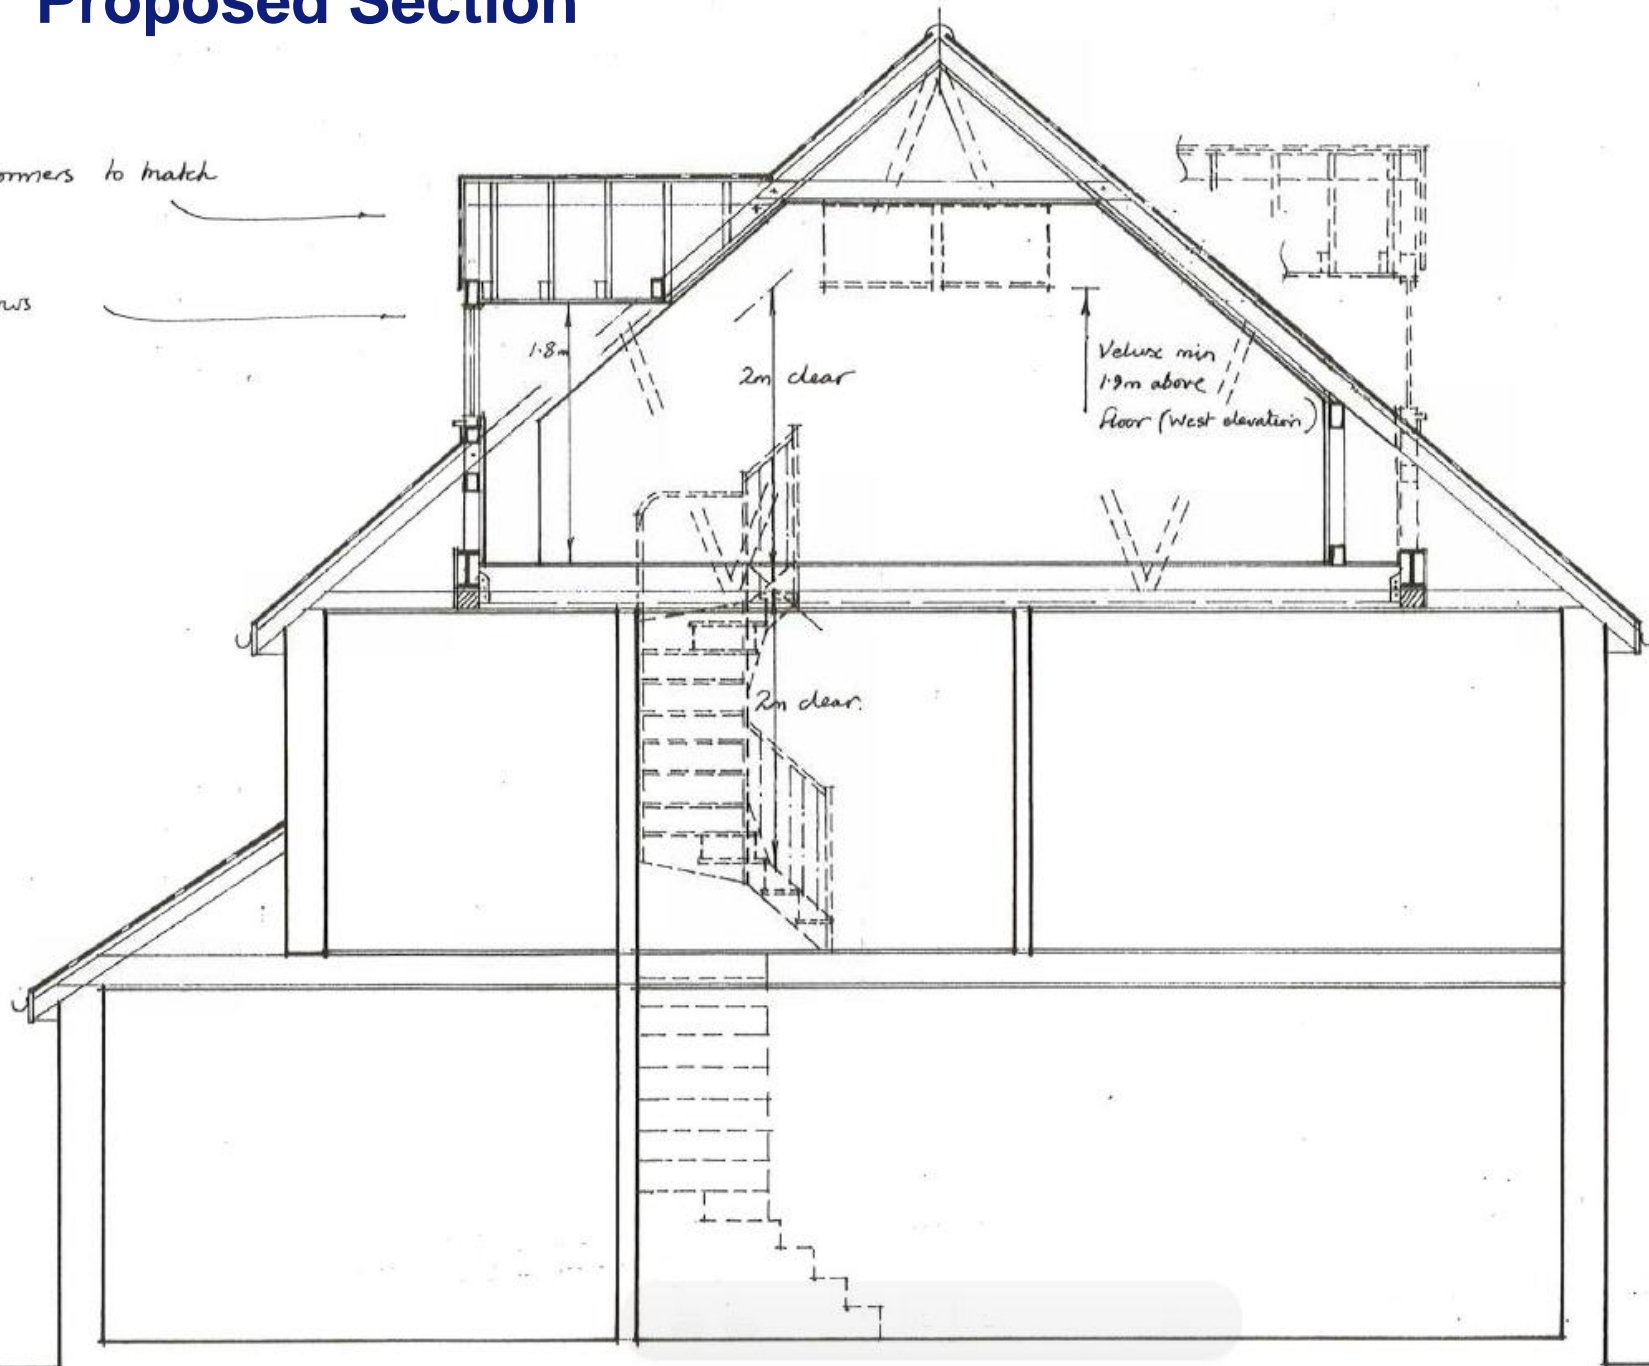 Proposed Section
ormers to match
ws
1.8m
2m clear
Velux min
1.9m above
floor (West elevation)
2m clear.